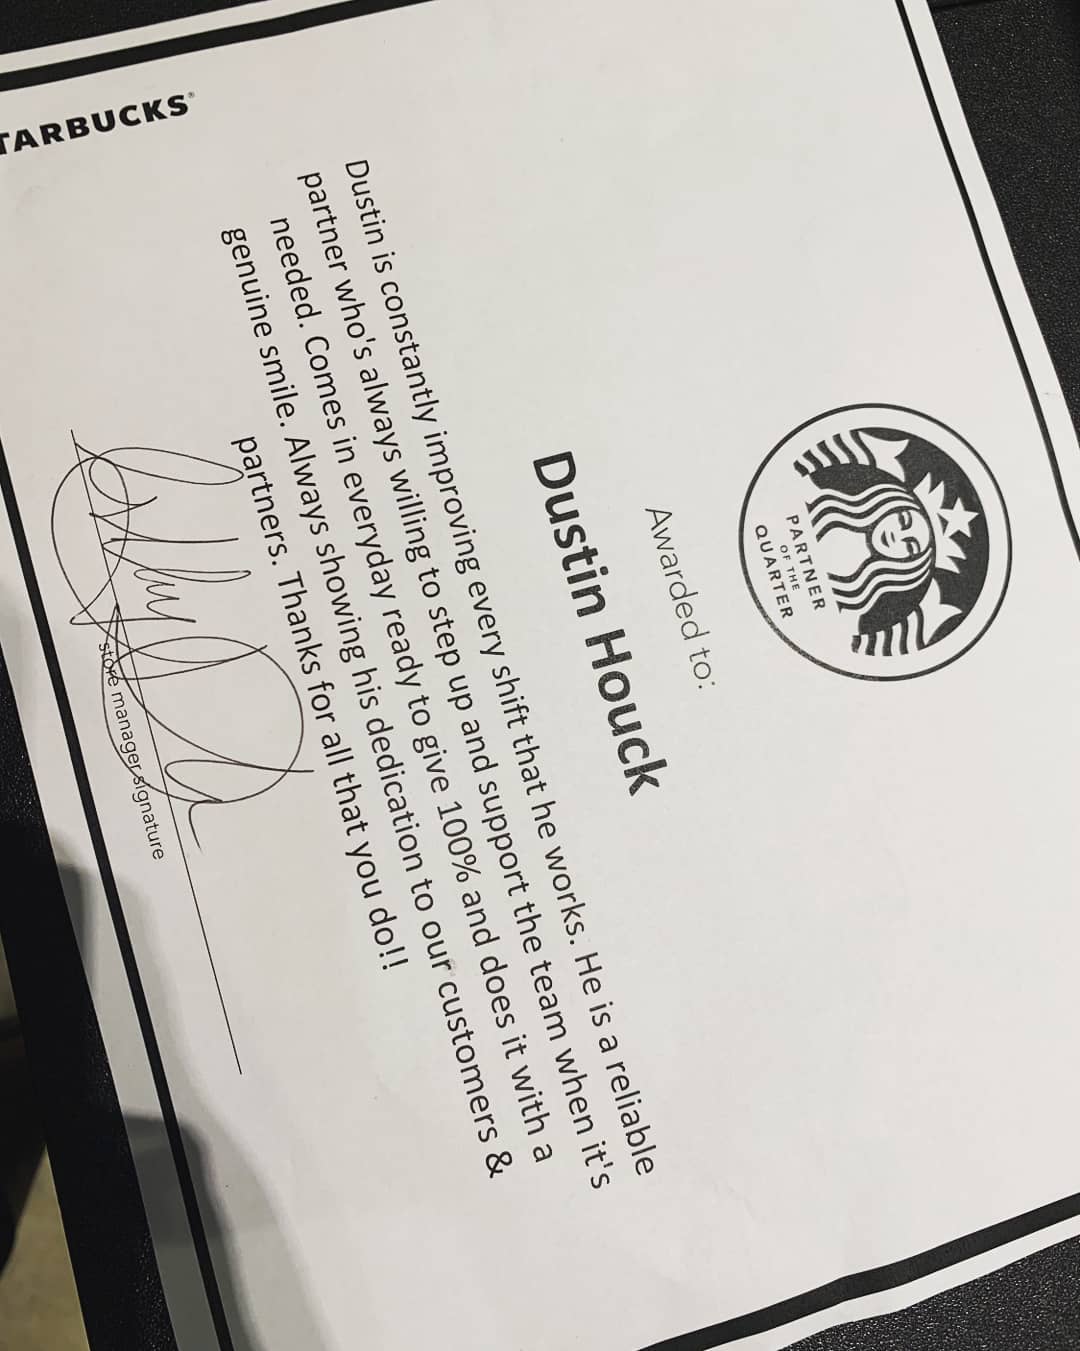 PARTNER
OF THE
QUARTER
Awarded to:
Dustin Houck
Dustin is constantly improving every shift that he works. He is a reliable
partner who's always willing to step up and support the team when it's
needed. Comes in everyday ready to give 100% and does it with a
genuine smile. Always showing his dedication to our customers &
partners. Thanks for all that you do!!
store manager signature
TARBUCKS®